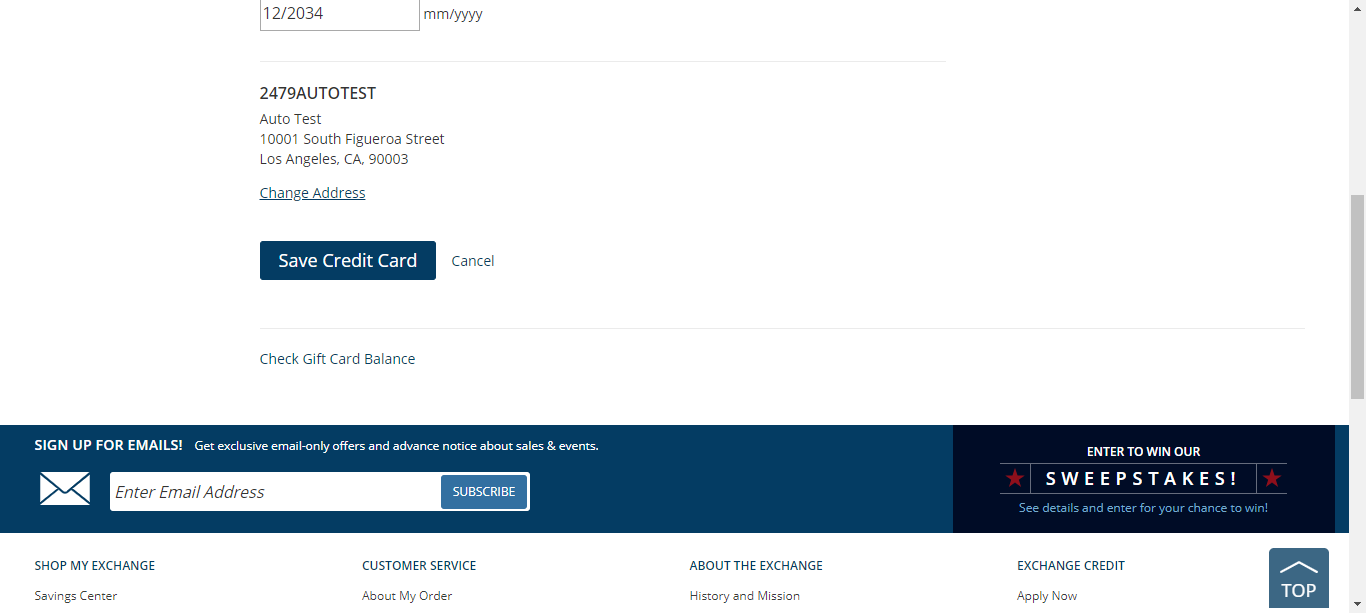 12/2034 mm/yyyy
2479AUTOTEST
Auto Test
10001 South Figueroa Street
Los Angeles, CA, 90003
Change Address
Save Credit Card Cancel
Check Gift Card Balance
SIGN UP FOR EMAILS! Get exclusive email-only offers and advance notice about sales & events.
Enter Email Address SUBSCRIBE
ENTER TO WIN OUR
SWEEPSTAKES!
See details and enter for your chance to win!
SHOP MY EXCHANGE CUSTOMER SERVICE ABOUT THE EXCHANGE EXCHANGE CREDIT
Savings Center About My Order History and Mission Apply Now
TOP